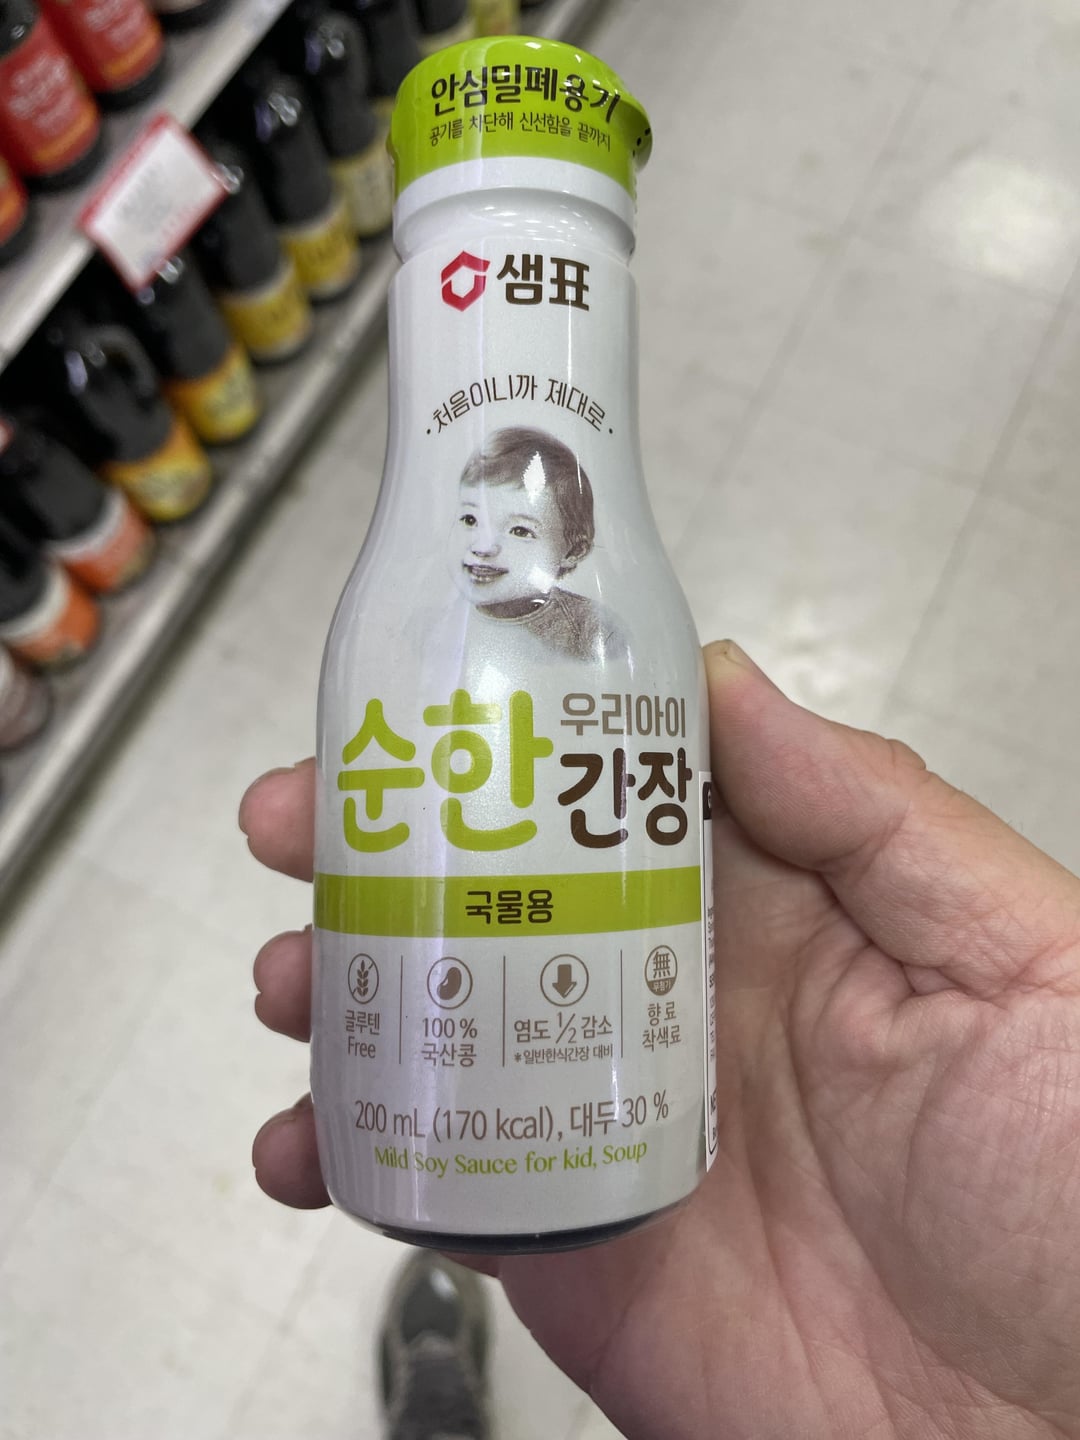 안심밀폐용기
공기를 차단해 신선함을 끝까지
샘표
·처음이니까 제대로·
순한 우리아이 간장
국물용
글루텐 Free
100% 국산콩
염도 1/2 감소
*일반한식간장 대비
無
무첨가
향료
착색료
200 mL (170 kcal), 대두 30 %
Mild Soy Sauce for kid, Soup